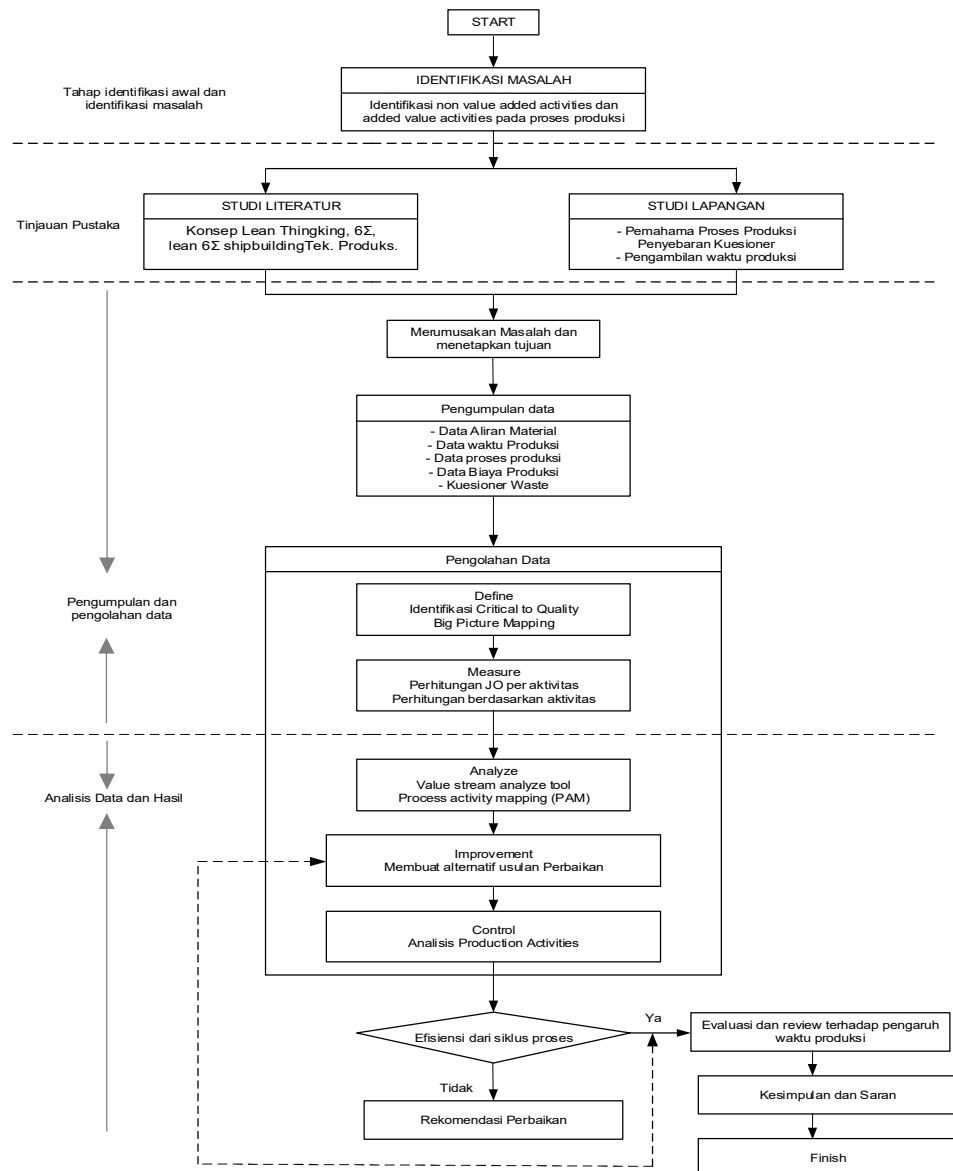 START
IDENTIFIKASI MASALAH
Identifikasi non value added activities dan
added value activities pada proses produksi
Tahap identifikasi awal dan
identifikasi masalah
STUDI LITERATUR
Konsep Lean Thingking, 6Σ,
lean 6Σ shipbuildingTek. Produks.
STUDI LAPANGAN
- Pemahama Proses Produksi
Penyebaran Kuesioner
- Pengambilan waktu produksi
Tinjauan Pustaka
Merumusakan Masalah dan
menetapkan tujuan
Pengumpulan data
- Data Aliran Material
- Data waktu Produksi
- Data proses produksi
- Data Biaya Produksi
- Kuesioner Waste
Pengolahan Data
Define
Identifikasi Critical to Quality
Big Picture Mapping
Pengumpulan dan
pengolahan data
Measure
Perhitungan JO per aktivitas
Perhitungan berdasarkan aktivitas
Analyze
Value stream analyze tool
Process activity mapping (PAM)
Analisis Data dan Hasil
Improvement
Membuat alternatif usulan Perbaikan
Control
Analisis Production Activities
Efisiensi dari siklus proses
Ya
Evaluasi dan review terhadap pengaruh
waktu produksi
Tidak
Kesimpulan dan Saran
Rekomendasi Perbaikan
Finish